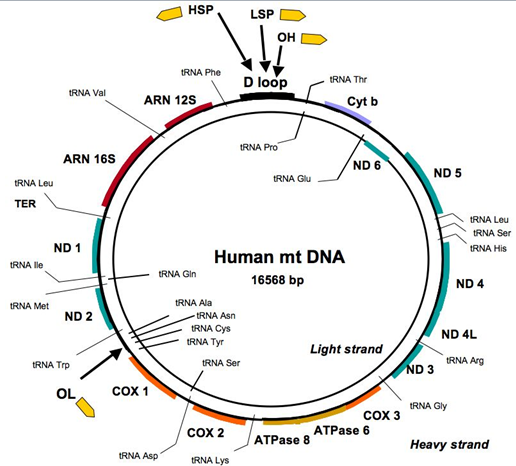 HSP
LSP
OH
D loop
tRNA Phe
tRNA Thr
tRNA Val
ARN 12S
Cyt b
tRNA Pro
ARN 16S
ND 6
ND 5
tRNA Glu
tRNA Leu
TER
tRNA Leu
tRNA Ser
tRNA His
ND 1
Human mt DNA
16568 bp
tRNA Ile
tRNA Gln
ND 4
tRNA Met
ND 2
tRNA Ala
tRNA Asn
tRNA Cys
tRNA Tyr
ND 4L
Light strand
tRNA Arg
tRNA Trp
tRNA Ser
ND 3
OL
COX 1
tRNA Gly
COX 3
COX 2
ATPase 6
ATPase 8
Heavy strand
tRNA Asp
tRNA Lys